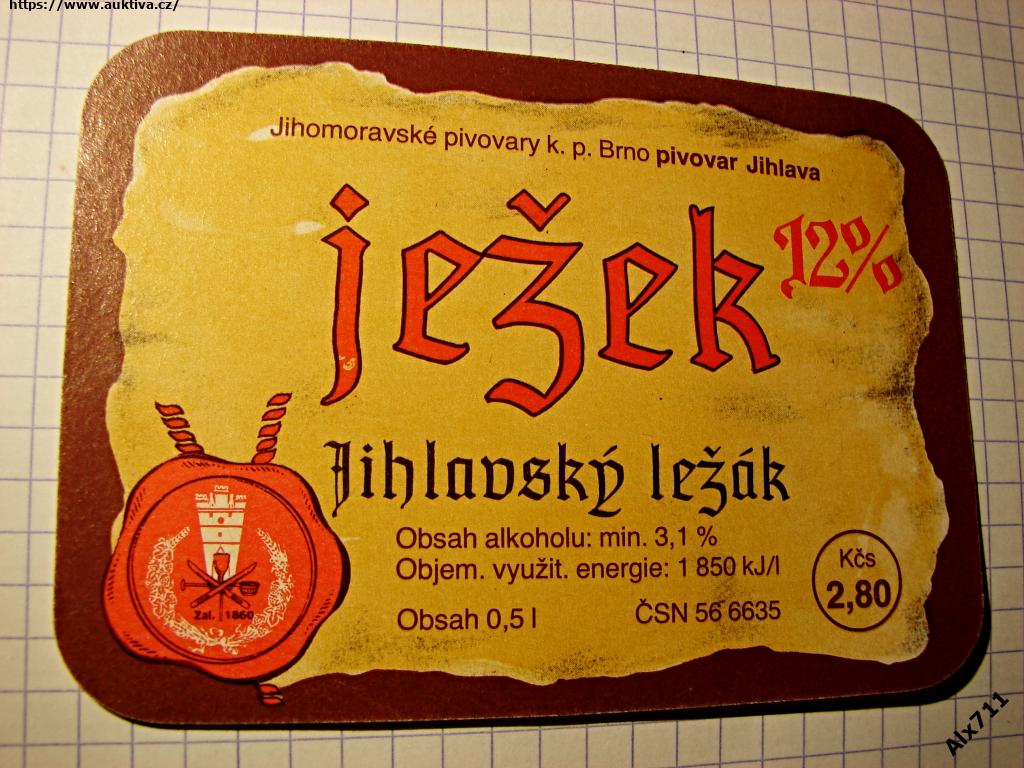 https://www.auktiva.cz/
Jihomoravské pivovary k. p. Brno pivovar Jihlava
ježek 12%
Jihlavský ležák
Obsah alkoholu: min. 3,1 %
Objem. využit. energie: 1 850 kJ/l
Obsah 0,5 l ČSN 56 6635
Kčs
2,80
Zal. 1860
Alx711